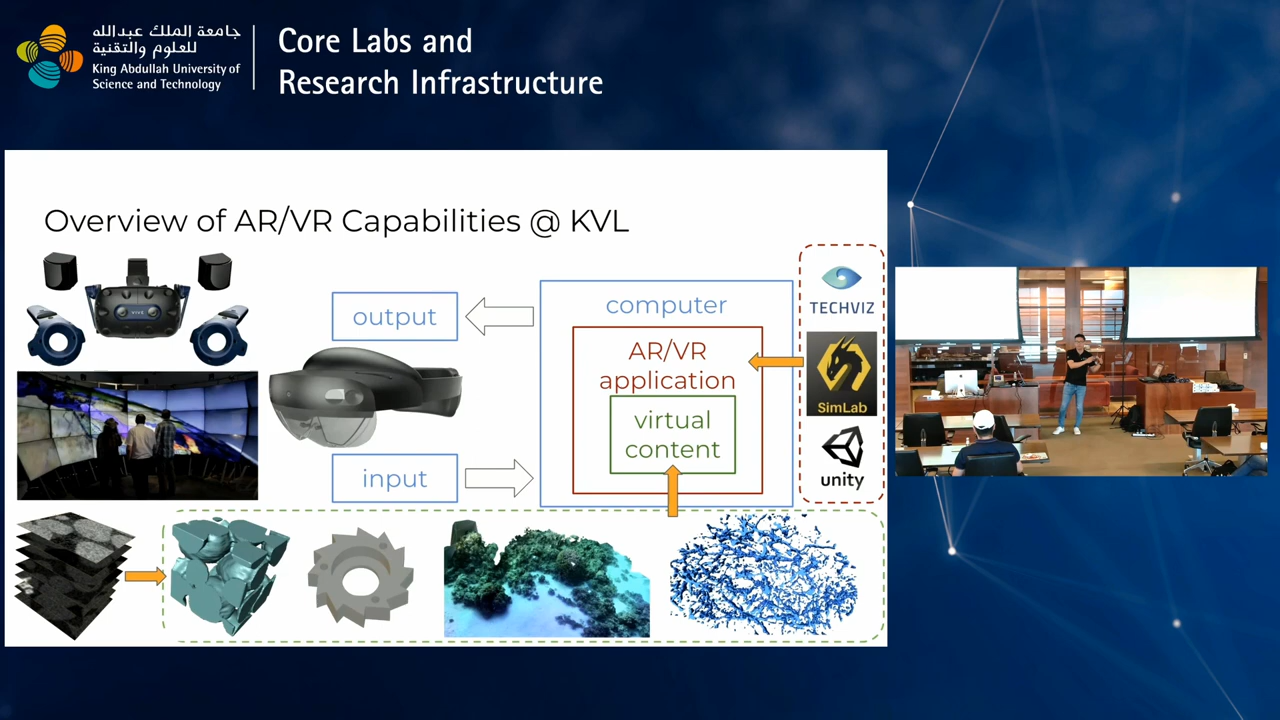 جامعة الملك عبدالله
للعلوم والتقنية
King Abdullah University of
Science and Technology
Core Labs and
Research Infrastructure
Overview of AR/VR Capabilities @ KVL
VIVE
output
computer
AR/VR
application
virtual
content
input
TECHVIZ
SimLab
unity